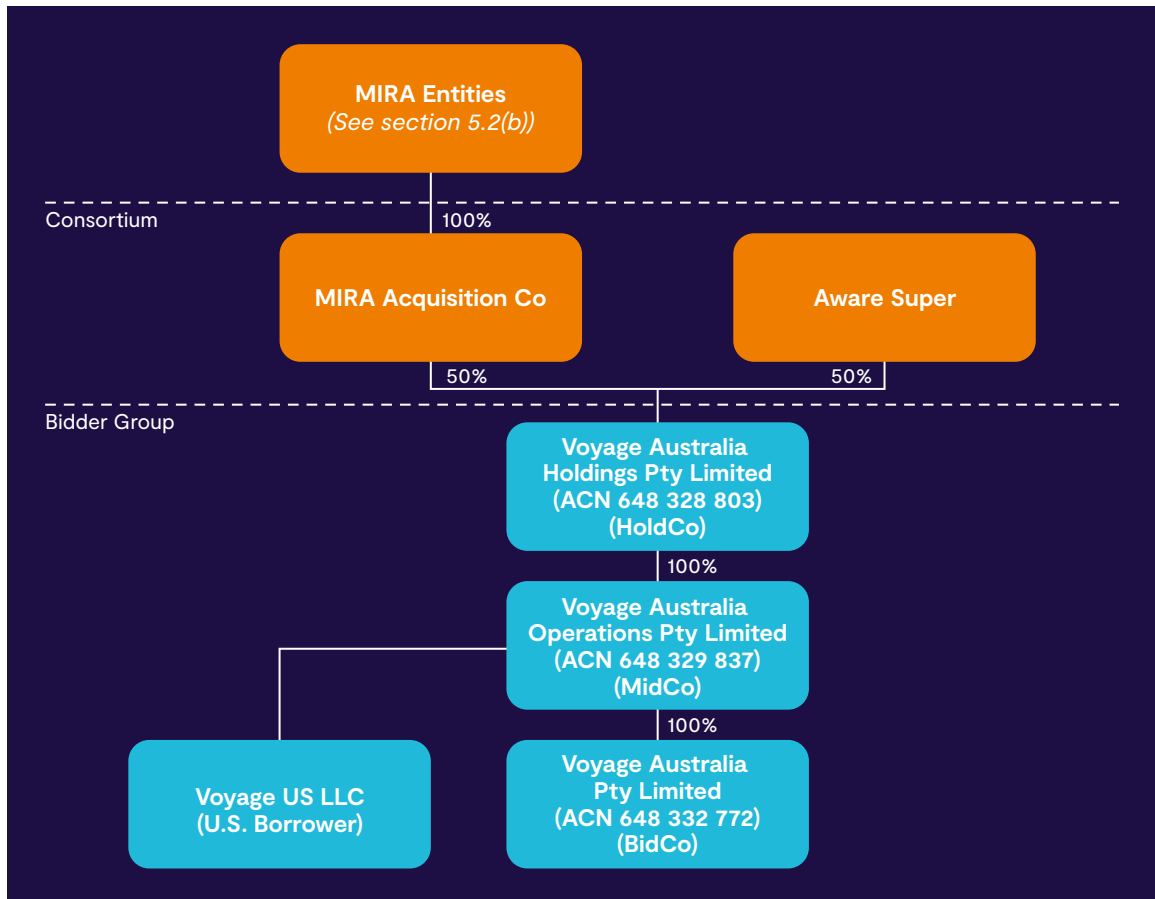 MIRA Entities
(See section 5.2(b))
Consortium
100%
MIRA Acquisition Co
Aware Super
50%
50%
Bidder Group
Voyage Australia
Holdings Pty Limited
(ACN 648 328 803)
(HoldCo)
100%
Voyage Australia
Operations Pty Limited
(ACN 648 329 837)
(MidCo)
100%
Voyage US LLC
(U.S. Borrower)
Voyage Australia
Pty Limited
(ACN 648 332 772)
(BidCo)